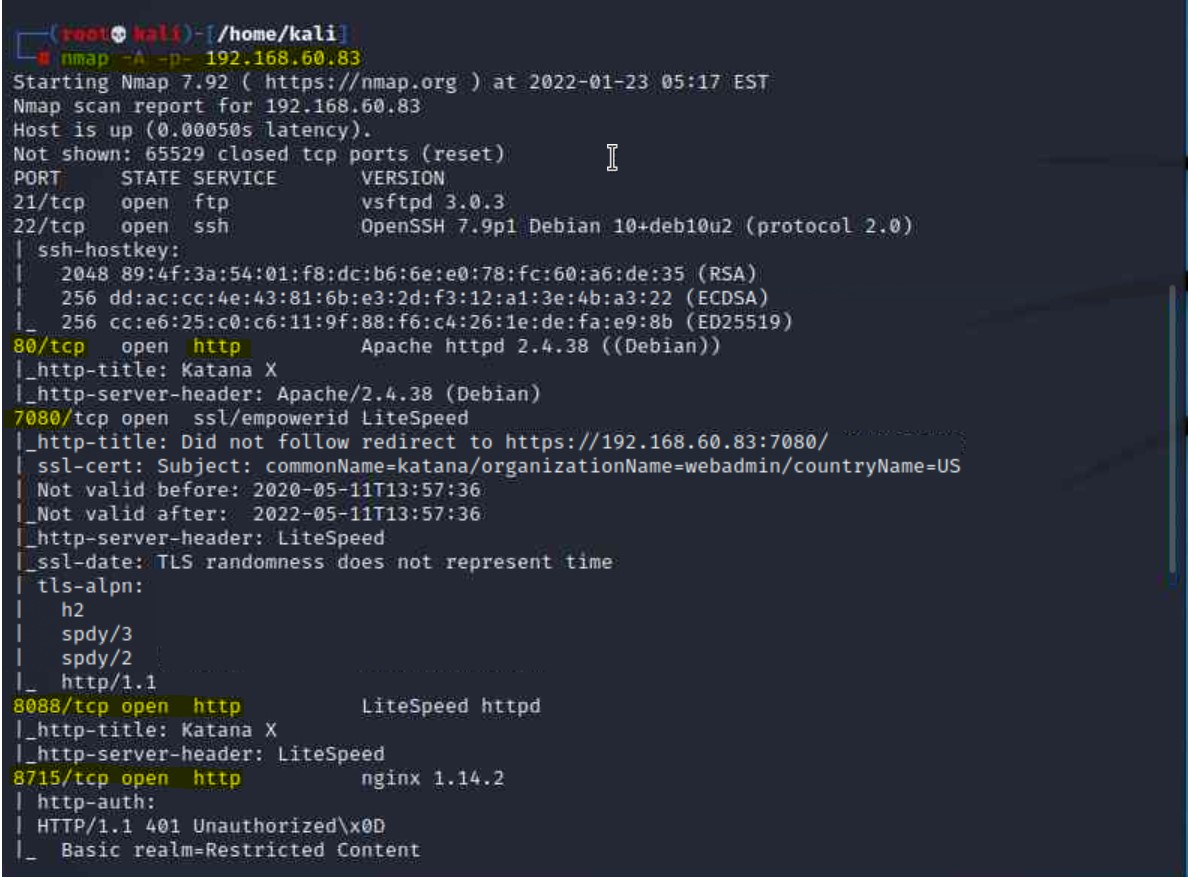 (root💀kali)-[/home/kali]
# nmap -A -p- 192.168.60.83
Starting Nmap 7.92 ( https://nmap.org ) at 2022-01-23 05:17 EST
Nmap scan report for 192.168.60.83
Host is up (0.00050s latency).
Not shown: 65529 closed tcp ports (reset)
PORT     STATE SERVICE       VERSION
21/tcp   open  ftp           vsftpd 3.0.3
22/tcp   open  ssh           OpenSSH 7.9p1 Debian 10+deb10u2 (protocol 2.0)
| ssh-hostkey:
|   2048 89:4f:3a:54:01:f8:dc:b6:6e:e0:78:fc:60:a6:de:35 (RSA)
|   256 dd:ac:cc:4e:43:81:6b:e3:2d:f3:12:a1:3e:4b:a3:22 (ECDSA)
|_  256 cc:e6:25:c0:c6:11:9f:88:f6:c4:26:1e:de:fa:e9:8b (ED25519)
80/tcp   open  http          Apache httpd 2.4.38 ((Debian))
|_http-title: Katana X
|_http-server-header: Apache/2.4.38 (Debian)
7080/tcp open  ssl/empowerid LiteSpeed
|_http-title: Did not follow redirect to https://192.168.60.83:7080/
| ssl-cert: Subject: commonName=katana/organizationName=webadmin/countryName=US
| Not valid before: 2020-05-11T13:57:36
|_Not valid after:  2022-05-11T13:57:36
|_http-server-header: LiteSpeed
|_ssl-date: TLS randomness does not represent time
| tls-alpn:
|   h2
|   spdy/3
|   spdy/2
|_  http/1.1
8088/tcp open  http          LiteSpeed httpd
|_http-title: Katana X
|_http-server-header: LiteSpeed
8715/tcp open  http          nginx 1.14.2
| http-auth:
| HTTP/1.1 401 Unauthorized\x0D
|_  Basic realm=Restricted Content